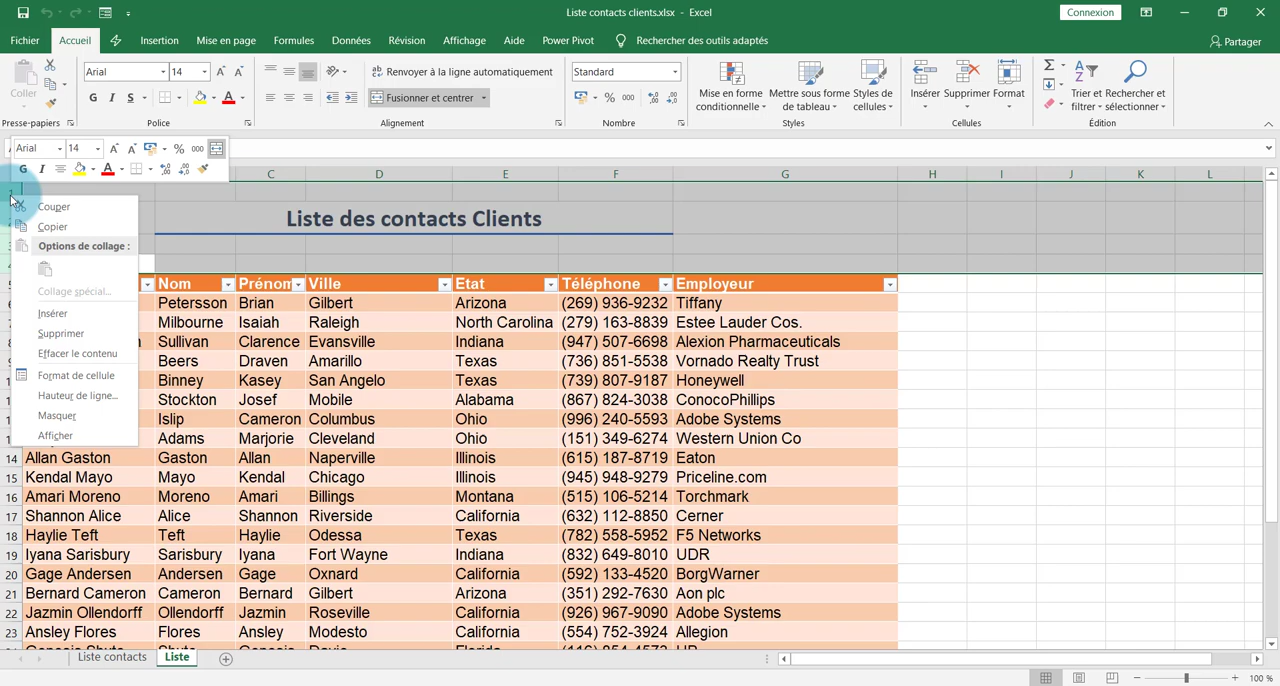 Liste contacts clients.xlsx - Excel
Connexion
Fichier Accueil Insertion Mise en page Formules Données Révision Affichage Aide Power Pivot Rechercher des outils adaptés Partager
Coller
Arial 14
G I S
Renvoyer à la ligne automatiquement
Fusionner et centrer
Standard
% 000
Mise en forme conditionnelle
Mettre sous forme de tableau
Styles de cellules
Insérer Supprimer Format
Trier et filtrer
Rechercher et sélectionner
Presse-papiers Police Alignement Nombre Styles Cellules Édition
Arial 14 % 000
G I A
C D E F G H I J K L
Liste des contacts Clients
Couper
Copier
Options de collage :
Collage spécial...
Insérer
Supprimer
Effacer le contenu
Format de cellule
Hauteur de ligne...
Masquer
Afficher
Nom Prénom Ville Etat Téléphone Employeur
Petersson Brian Gilbert Arizona (269) 936-9232 Tiffany
Milbourne Isaiah Raleigh North Carolina (279) 163-8839 Estee Lauder Cos.
Sullivan Clarence Evansville Indiana (947) 507-6698 Alexion Pharmaceuticals
Beers Draven Amarillo Texas (736) 851-5538 Vornado Realty Trust
Binney Kasey San Angelo Texas (739) 807-9187 Honeywell
Stockton Josef Mobile Alabama (867) 824-3038 ConocoPhillips
Islip Cameron Columbus Ohio (996) 240-5593 Adobe Systems
Adams Marjorie Cleveland Ohio (151) 349-6274 Western Union Co
14 Allan Gaston Gaston Allan Naperville Illinois (615) 187-8719 Eaton
15 Kendal Mayo Mayo Kendal Chicago Illinois (945) 948-9279 Priceline.com
16 Amari Moreno Moreno Amari Billings Montana (515) 106-5214 Torchmark
17 Shannon Alice Alice Shannon Riverside California (632) 112-8850 Cerner
18 Haylie Teft Teft Haylie Odessa Texas (782) 558-5952 F5 Networks
19 Iyana Sarisbury Sarisbury Iyana Fort Wayne Indiana (832) 649-8010 UDR
20 Gage Andersen Andersen Gage Oxnard California (592) 133-4520 BorgWarner
21 Bernard Cameron Cameron Bernard Gilbert Arizona (351) 292-7630 Aon plc
22 Jazmin Ollendorff Ollendorff Jazmin Roseville California (926) 967-9090 Adobe Systems
23 Ansley Flores Flores Ansley Modesto California (554) 752-3924 Allegion
Liste contacts Liste
100 %